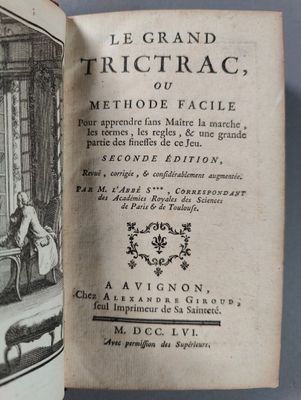 LE GRAND
TRICTRAC,
OU
METHODE FACILE
Pour apprendre sans Maître la marche,
les termes, les regles, & une grande
partie des finesses de ce Jeu.
SECONDE ÉDITION,
Revuë, corrigée, & considérablement augmentée.
PAR M. L'ABBÉ S***, CORRESPONDANT
des Académies Royales des Sciences
de Paris & de Toulouse.
A AVIGNON,
Chez ALEXANDRE GIROUD,
seul Imprimeur de Sa Sainteté.
M. DCC. LVI.
Avec permission des Supérieurs.